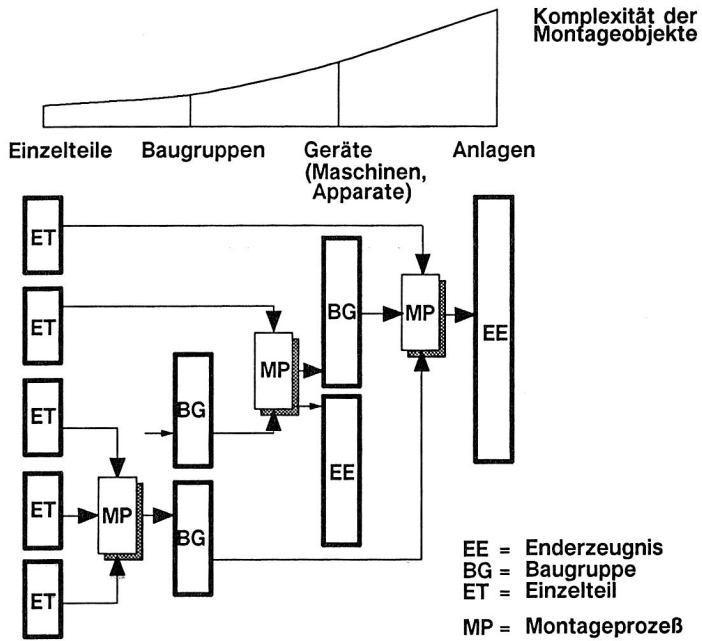 Komplexität der
Montageobjekte
Einzelteile Baugruppen Geräte Anlagen
(Maschinen,
Apparate)
ET
ET
BG MP EE
MP
ET BG
EE
ET MP BG
ET
EE = Enderzeugnis
BG = Baugruppe
ET = Einzelteil
MP = Montageprozeß